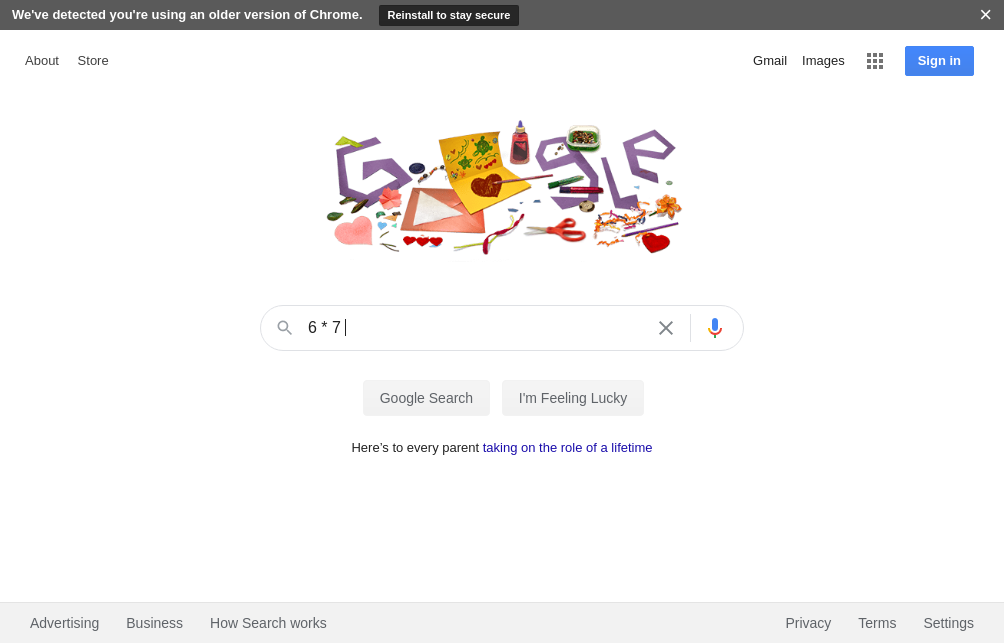 We've detected you're using an older version of Chrome. Reinstall to stay secure
About Store Gmail Images Sign in
6 * 7
Google Search I'm Feeling Lucky
Here’s to every parent taking on the role of a lifetime
Advertising Business How Search works Privacy Terms Settings